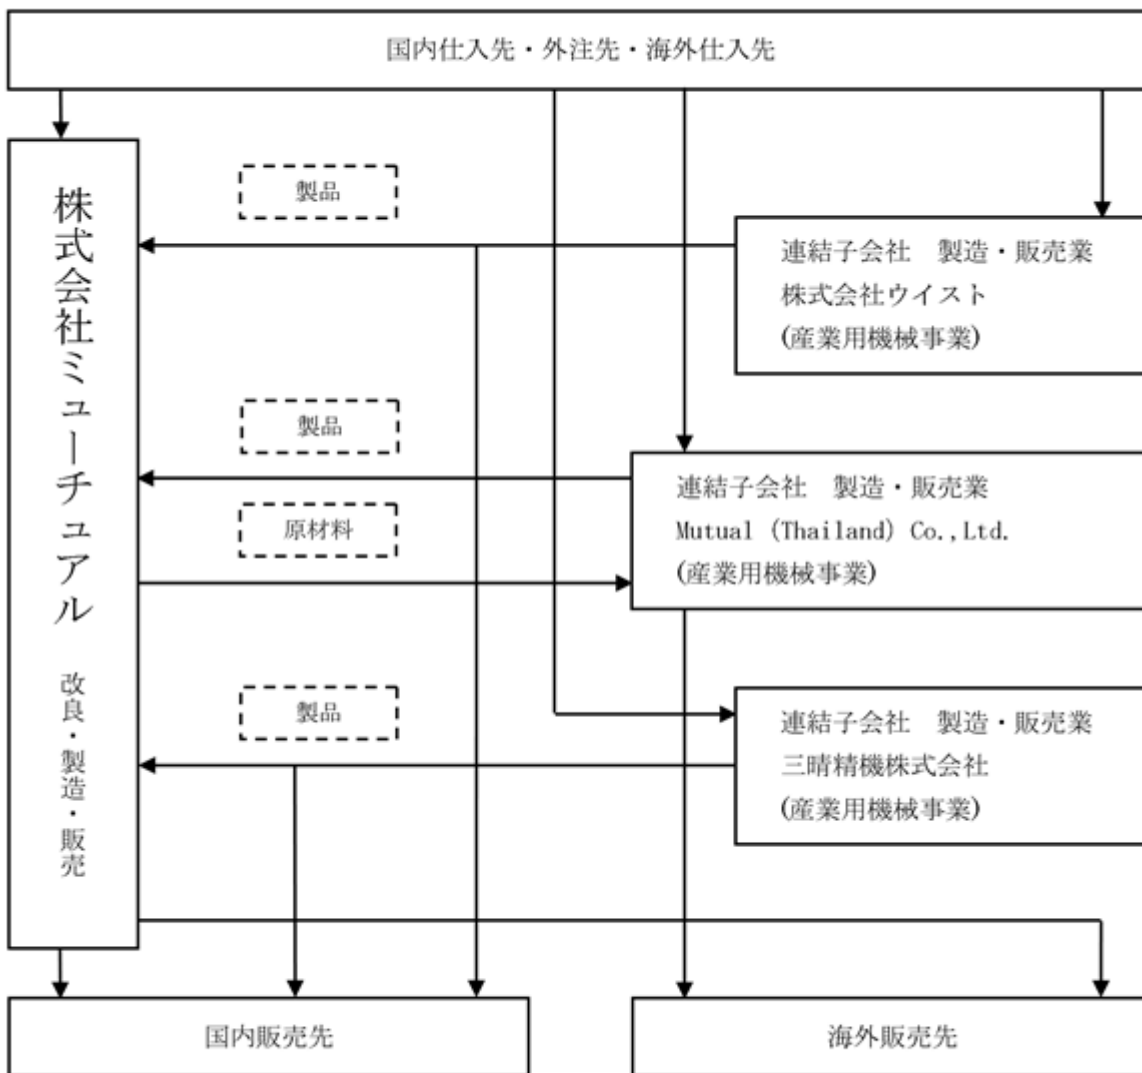 国内仕入先・外注先・海外仕入先
株式会社ミューチュアル 改良・製造・販売
製品
連結子会社 製造・販売業
株式会社ウイスト
(産業用機械事業)
製品
原材料
連結子会社 製造・販売業
Mutual (Thailand) Co.,Ltd.
(産業用機械事業)
製品
連結子会社 製造・販売業
三晴精機株式会社
(産業用機械事業)
国内販売先
海外販売先